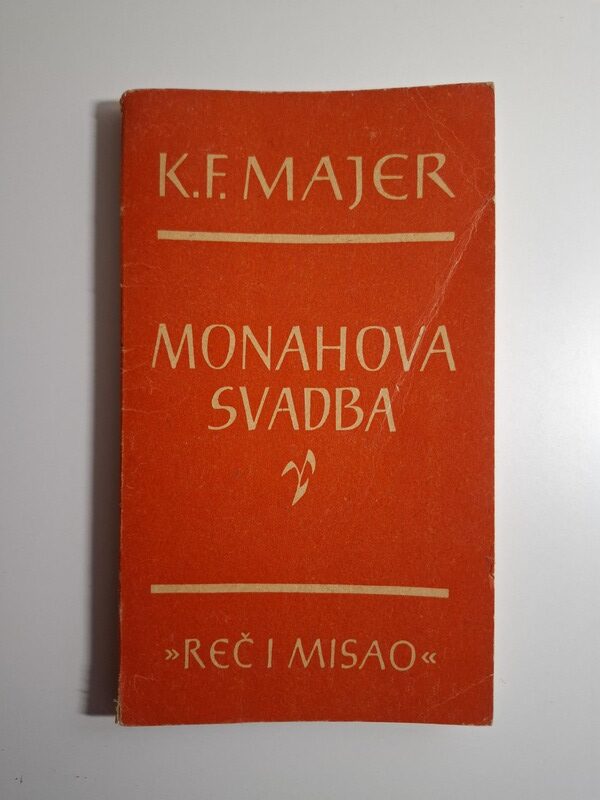 K.F. MAJER
MONAHOVA
SVADBA
»REČ I MISAO«